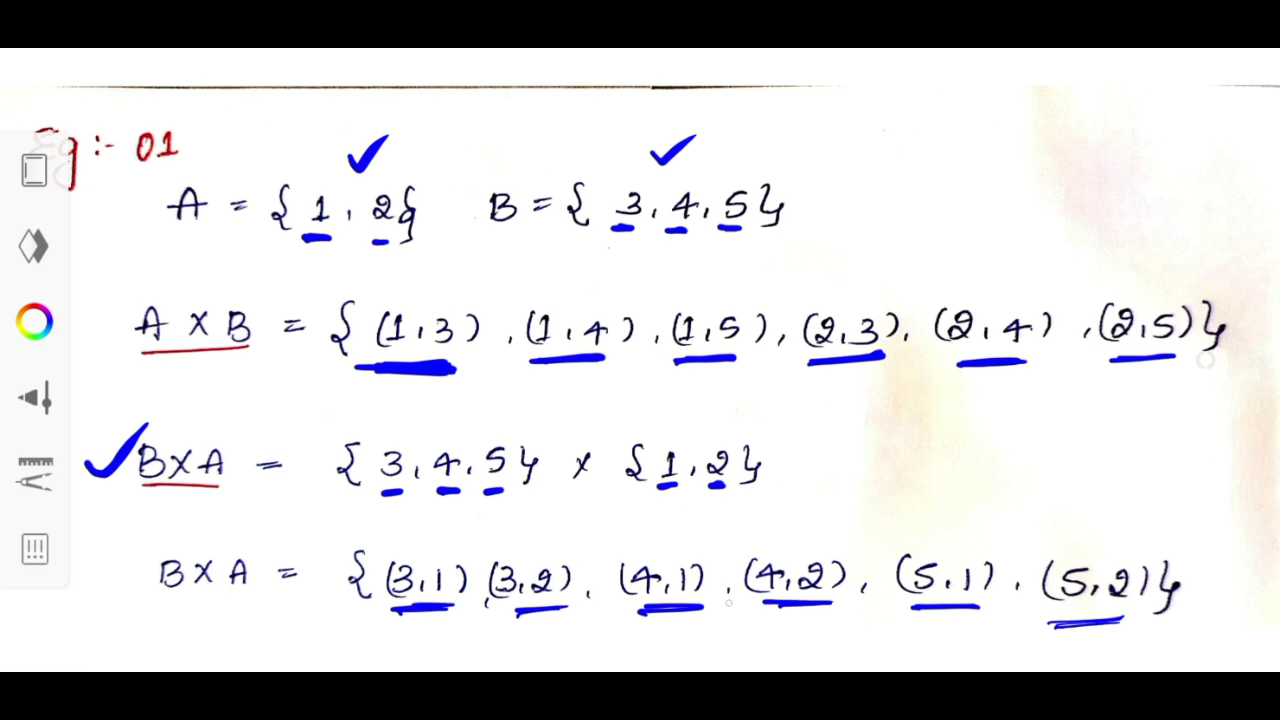 Eg :- 01
A = { 1, 2} B = { 3, 4, 5}
A X B = { (1,3) , (1,4) , (1,5) , (2,3), (2,4) , (2,5)}
BXA = { 3, 4, 5} x { 1, 2}
B X A = { (3,1) , (3,2) , (4,1) , (4,2) , (5,1) , (5,2)}